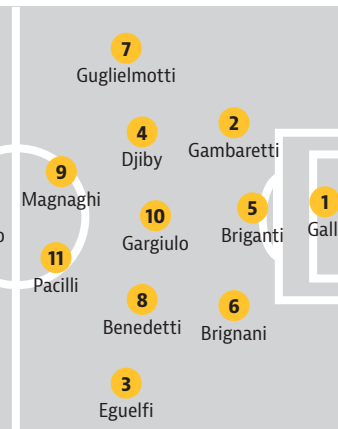 7
Guglielmotti
4
Djiby
2
Gambaretti
9
Magnaghi
10
Gargiulo
5
Briganti
1
Gall
11
Pacilli
8
Benedetti
6
Brignani
3
Eguelfi